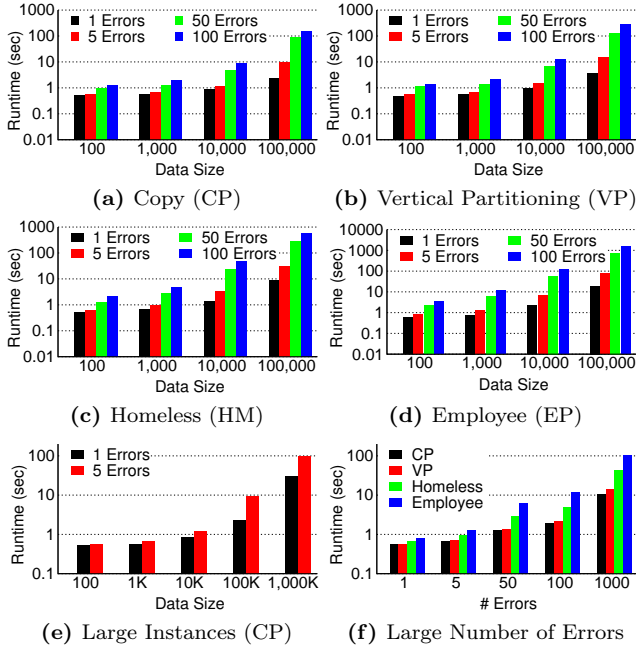 1000
100
10
1
0.1
0.01
Runtime (sec)
1 Errors
5 Errors
50 Errors
100 Errors
100
1,000
10,000
100,000
Data Size
(a) Copy (CP)
1000
100
10
1
0.1
0.01
Runtime (sec)
1 Errors
5 Errors
50 Errors
100 Errors
100
1,000
10,000
100,000
Data Size
(b) Vertical Partitioning (VP)
1000
100
10
1
0.1
0.01
Runtime (sec)
1 Errors
5 Errors
50 Errors
100 Errors
100
1,000
10,000
100,000
Data Size
(c) Homeless (HM)
10000
1000
100
10
1
0.1
0.01
Runtime (sec)
1 Errors
5 Errors
50 Errors
100 Errors
100
1,000
10,000
100,000
Data Size
(d) Employee (EP)
100
10
1
0.1
Runtime (sec)
1 Errors
5 Errors
100
1K
10K
100K
1,000K
Data Size
(e) Large Instances (CP)
100
10
1
0.1
Runtime (sec)
CP
VP
Homeless
Employee
1
5
50
100
1000
# Errors
(f) Large Number of Errors